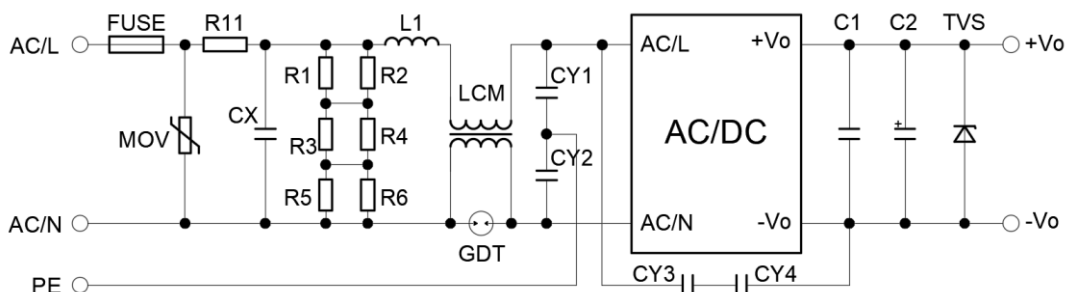 FUSE R11 L1 C1 C2 TVS
AC/L AC/L +Vo +Vo
R1 R2 CY1
LCM
CX
MOV R3 R4 AC/DC
CY2
R5 R6
AC/N AC/N -Vo -Vo
GDT
PE CY3 CY4